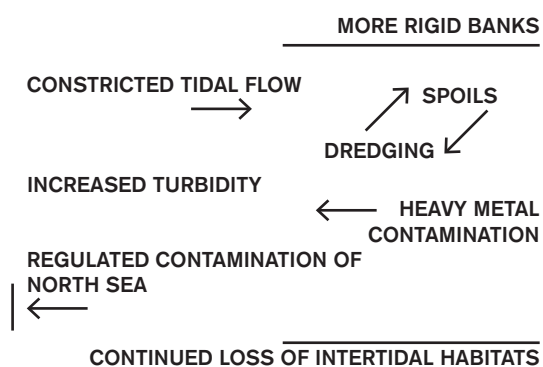 MORE RIGID BANKS
CONSTRICTED TIDAL FLOW
SPOILS
DREDGING
INCREASED TURBIDITY
HEAVY METAL
CONTAMINATION
REGULATED CONTAMINATION OF
NORTH SEA
CONTINUED LOSS OF INTERTIDAL HABITATS